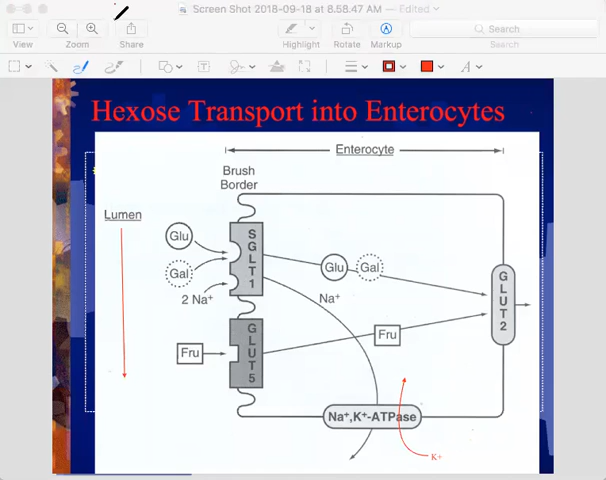 Screen Shot 2018-09-18 at 8.58.47 AM — Edited
View Zoom Share Highlight Rotate Markup Search
Search
Hexose Transport into Enterocytes
Enterocyte
Brush
Border
Lumen
Glu
Gal
2 Na+
SGLT1
Glu Gal
Na+
GLUT2
Fru
Fru
GLUT5
Na+,K+-ATPase
K+